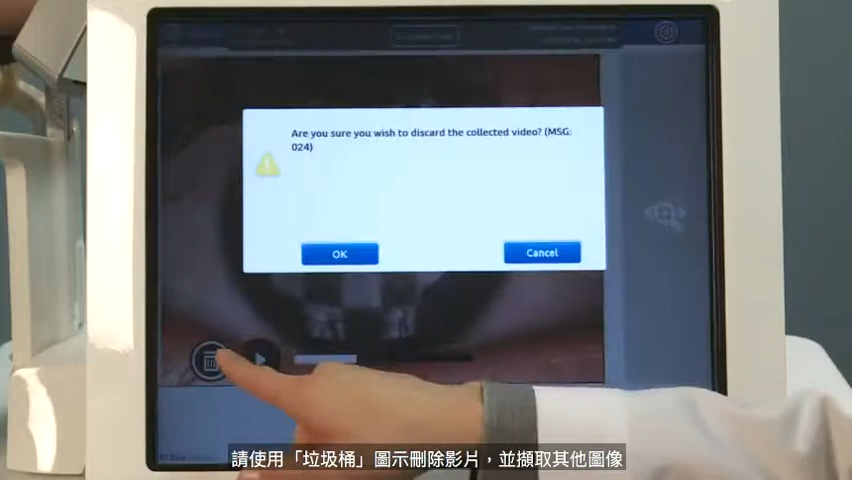 Are you sure you wish to discard the collected video? (MSG:
024)
OK
Cancel
請使用「垃圾桶」圖示刪除影片，並擷取其他圖像